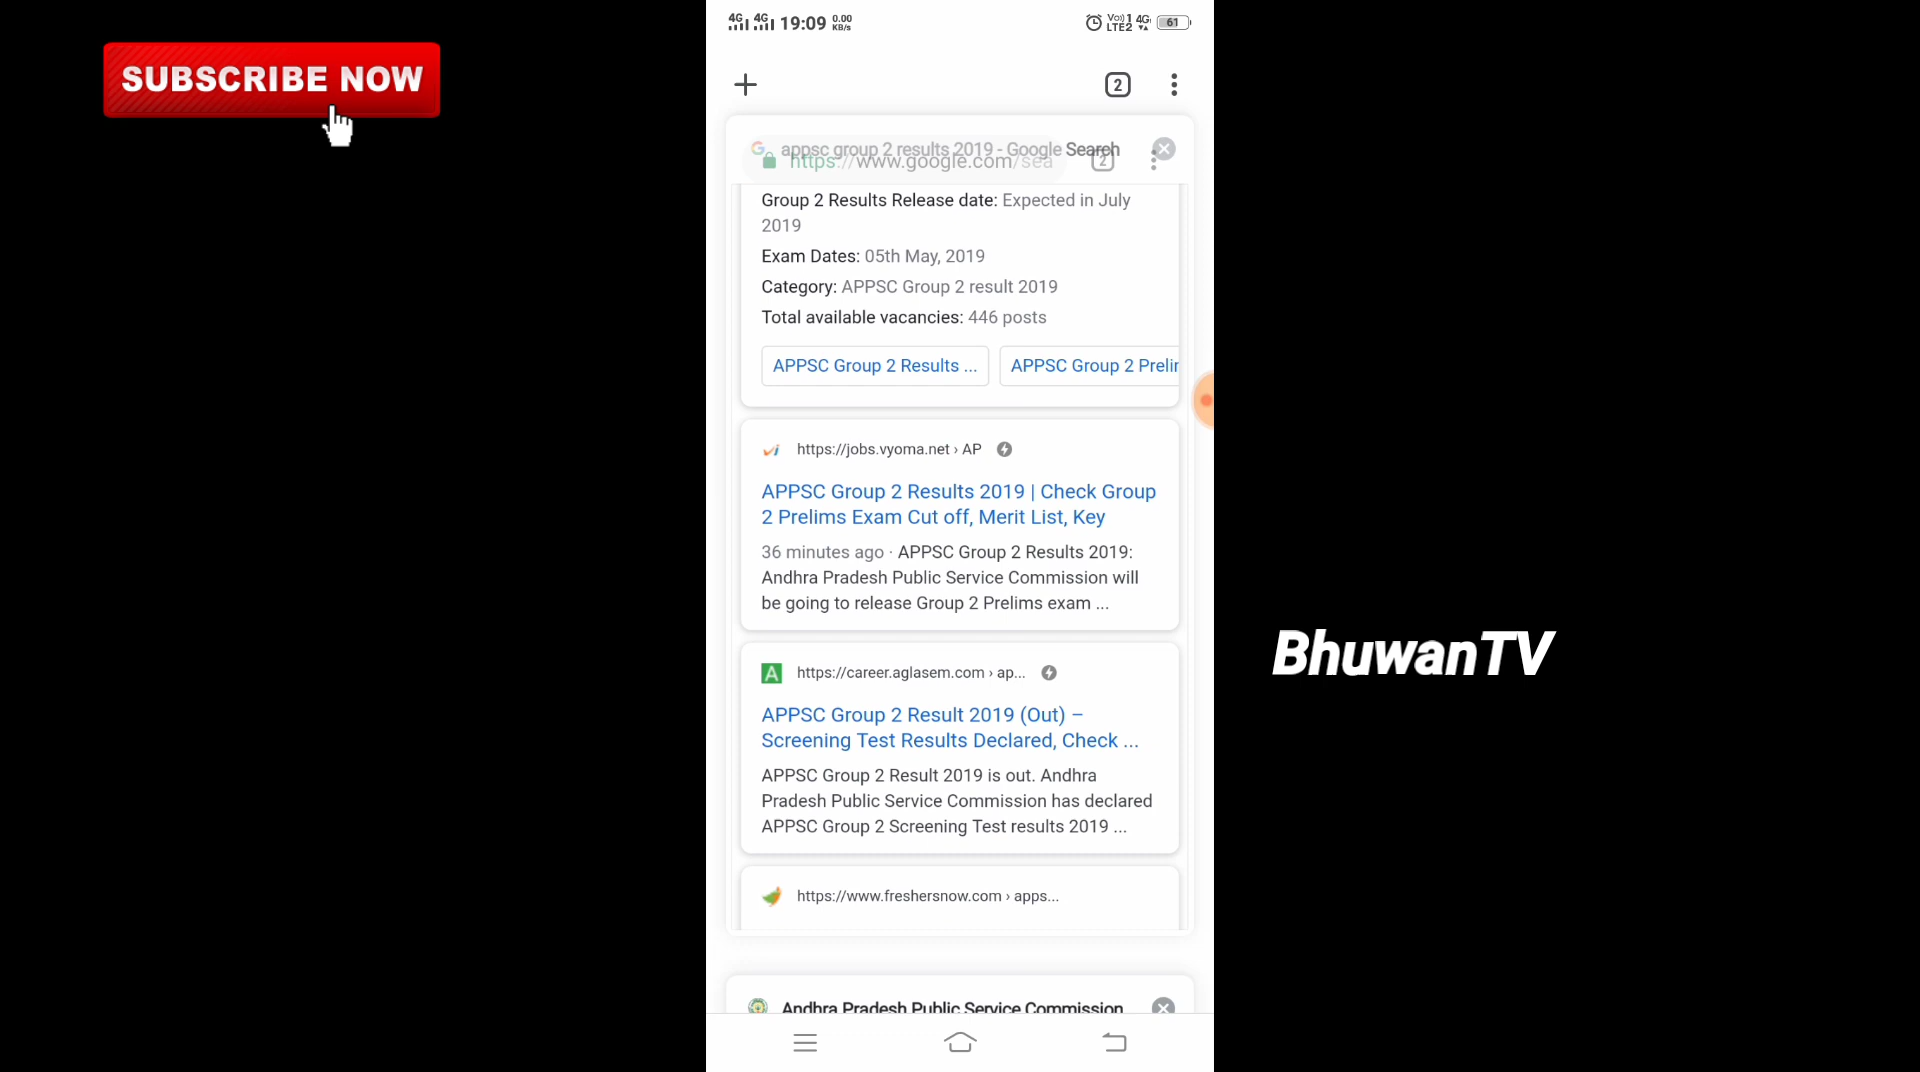 SUBSCRIBE NOW
4G 4G 19:09 0.00 KB/s
Vo)) 1 LTE2 4G 61
2
appsc group 2 results 2019 - Google Search
https://www.google.com/sea
2
Group 2 Results Release date: Expected in July
2019
Exam Dates: 05th May, 2019
Category: APPSC Group 2 result 2019
Total available vacancies: 446 posts
APPSC Group 2 Results ...
APPSC Group 2 Prelin
https://jobs.vyoma.net › AP
APPSC Group 2 Results 2019 | Check Group
2 Prelims Exam Cut off, Merit List, Key
36 minutes ago · APPSC Group 2 Results 2019:
Andhra Pradesh Public Service Commission will
be going to release Group 2 Prelims exam ...
https://career.aglasem.com › ap...
APPSC Group 2 Result 2019 (Out) –
Screening Test Results Declared, Check ...
APPSC Group 2 Result 2019 is out. Andhra
Pradesh Public Service Commission has declared
APPSC Group 2 Screening Test results 2019 ...
https://www.freshersnow.com › apps...
Andhra Pradesh Public Service Commission
BhuwanTV